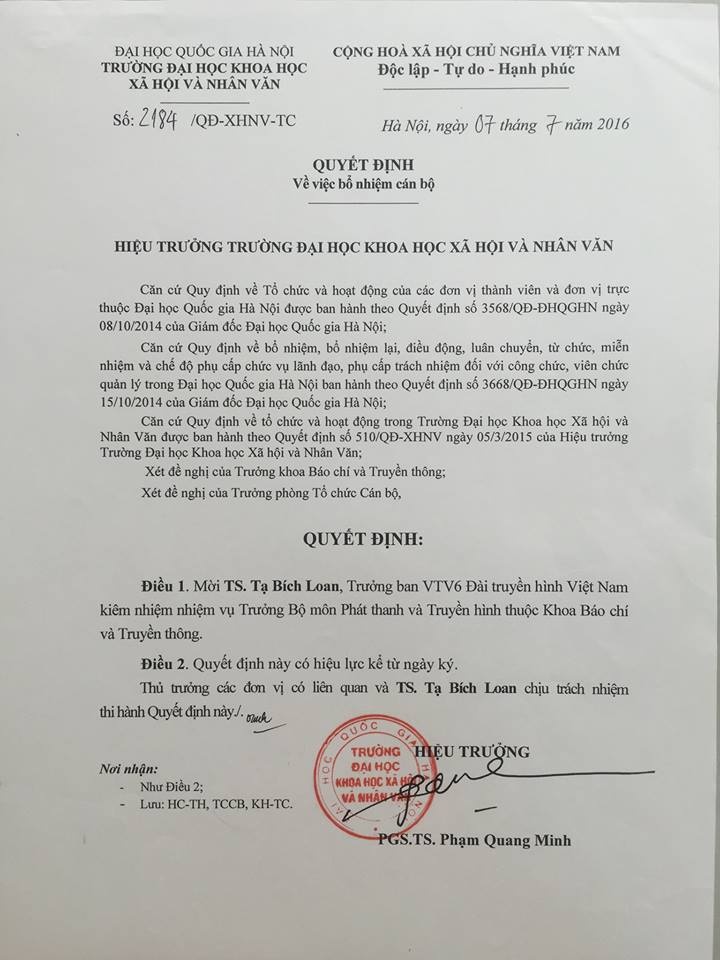 ĐẠI HỌC QUỐC GIA HÀ NỘI
TRƯỜNG ĐẠI HỌC KHOA HỌC
XÃ HỘI VÀ NHÂN VĂN
Số: 2184 /QĐ-XHNV-TC
CỘNG HOÀ XÃ HỘI CHỦ NGHĨA VIỆT NAM
Độc lập - Tự do - Hạnh phúc
Hà Nội, ngày 07 tháng 7 năm 2016
QUYẾT ĐỊNH
Về việc bổ nhiệm cán bộ
HIỆU TRƯỞNG TRƯỜNG ĐẠI HỌC KHOA HỌC XÃ HỘI VÀ NHÂN VĂN
Căn cứ Quy định về Tổ chức và hoạt động của các đơn vị thành viên và đơn vị trực
thuộc Đại học Quốc gia Hà Nội được ban hành theo Quyết định số 3568/QĐ-ĐHQGHN ngày
08/10/2014 của Giám đốc Đại học Quốc gia Hà Nội;
Căn cứ Quy định về bổ nhiệm, bổ nhiệm lại, điều động, luân chuyển, từ chức, miễn
nhiệm và chế độ phụ cấp chức vụ lãnh đạo, phụ cấp trách nhiệm đối với công chức, viên chức
quản lý trong Đại học Quốc gia Hà Nội ban hành theo Quyết định số 3668/QĐ-ĐHQGHN ngày
15/10/2014 của Giám đốc Đại học Quốc gia Hà Nội;
Căn cứ Quy định về tổ chức và hoạt động trong Trường Đại học Khoa học Xã hội và
Nhân Văn được ban hành theo Quyết định số 510/QĐ-XHNV ngày 05/3/2015 của Hiệu trưởng
Trường Đại học Khoa học Xã hội và Nhân Văn;
Xét đề nghị của Trưởng khoa Báo chí và Truyền thông;
Xét đề nghị của Trưởng phòng Tổ chức Cán bộ,
QUYẾT ĐỊNH:
Điều 1. Mời TS. Tạ Bích Loan, Trưởng ban VTV6 Đài truyền hình Việt Nam
kiêm nhiệm nhiệm vụ Trưởng Bộ môn Phát thanh và Truyền hình thuộc Khoa Báo chí
và Truyền thông.
Điều 2. Quyết định này có hiệu lực kể từ ngày ký.
Thủ trưởng các đơn vị có liên quan và TS. Tạ Bích Loan chịu trách nhiệm
thi hành Quyết định này./.
Nơi nhận:
- Như Điều 2;
- Lưu: HC-TH, TCCB, KH-TC.
HIỆU TRƯỞNG
ĐẠI HỌC QUỐC GIA HÀ NỘI
TRƯỜNG
ĐẠI HỌC
KHOA HỌC XÃ HỘI
VÀ NHÂN VĂN
PGS.TS. Phạm Quang Minh